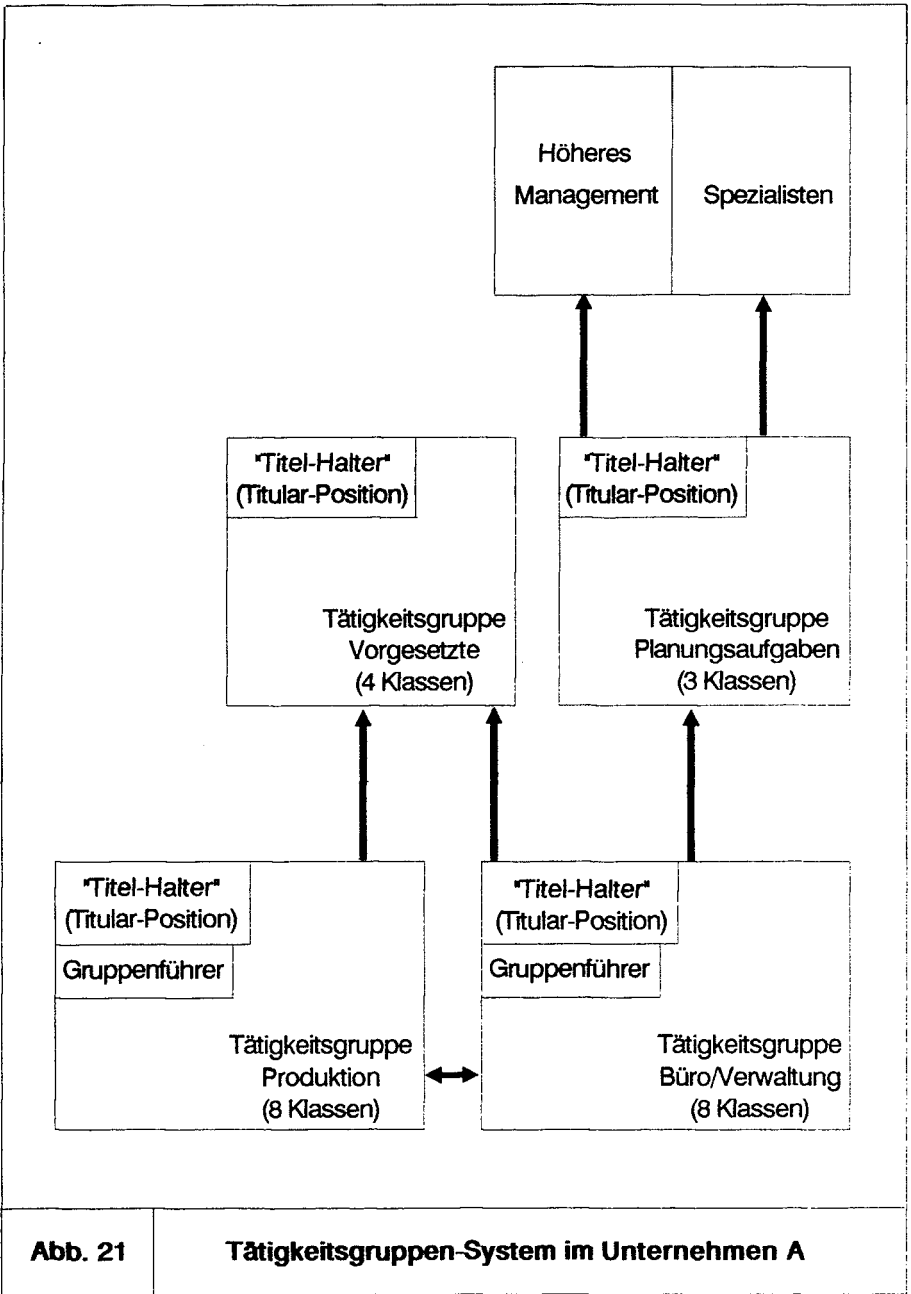 Höheres
Management
Spezialisten
"Titel-Halter"
(Titular-Position)
"Titel-Halter"
(Titular-Position)
Tätigkeitsgruppe
Vorgesetzte
(4 Klassen)
Tätigkeitsgruppe
Planungsaufgaben
(3 Klassen)
"Titel-Halter"
(Titular-Position)
Gruppenführer
"Titel-Halter"
(Titular-Position)
Gruppenführer
Tätigkeitsgruppe
Produktion
(8 Klassen)
Tätigkeitsgruppe
Büro/Verwaltung
(8 Klassen)
Abb. 21
Tätigkeitsgruppen-System im Unternehmen A